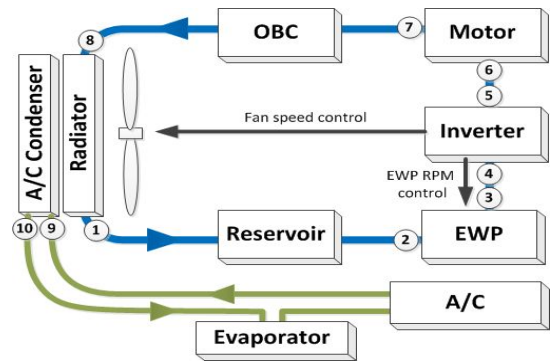 8
OBC
7
Motor
6
5
A/C Condenser
Radiator
Fan speed control
Inverter
EWP RPM
control
4
3
10
9
1
Reservoir
2
EWP
A/C
Evaporator